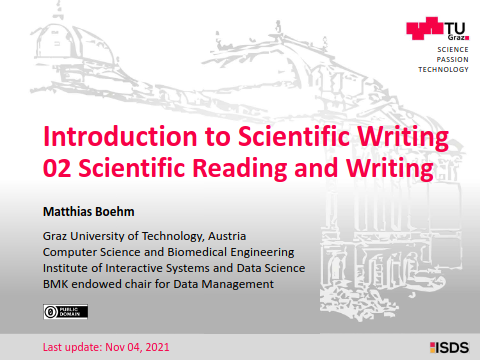 TU
Graz
SCIENCE
PASSION
TECHNOLOGY
Introduction to Scientific Writing
02 Scientific Reading and Writing
Matthias Boehm
Graz University of Technology, Austria
Computer Science and Biomedical Engineering
Institute of Interactive Systems and Data Science
BMK endowed chair for Data Management
PUBLIC
DOMAIN
Last update: Nov 04, 2021
ISDS